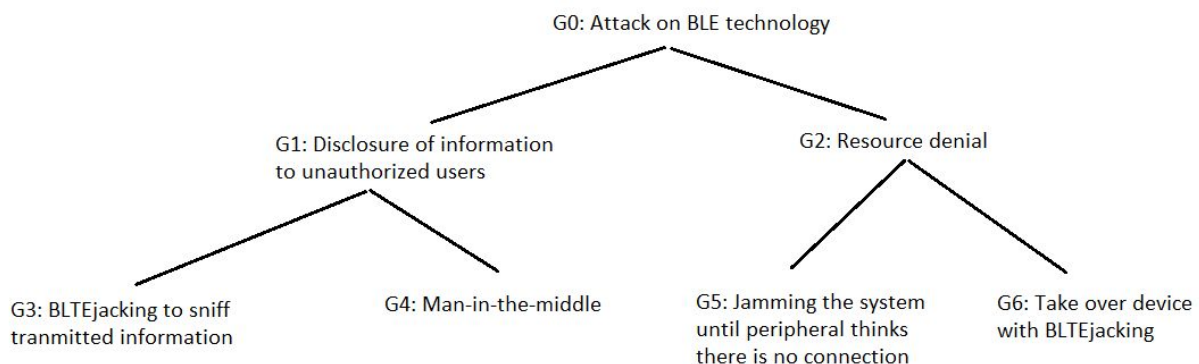 G0: Attack on BLE technology
G1: Disclosure of information
to unauthorized users
G2: Resource denial
G3: BLTEjacking to sniff
tranmitted information
G4: Man-in-the-middle
G5: Jamming the system
until peripheral thinks
there is no connection
G6: Take over device
with BLTEjacking